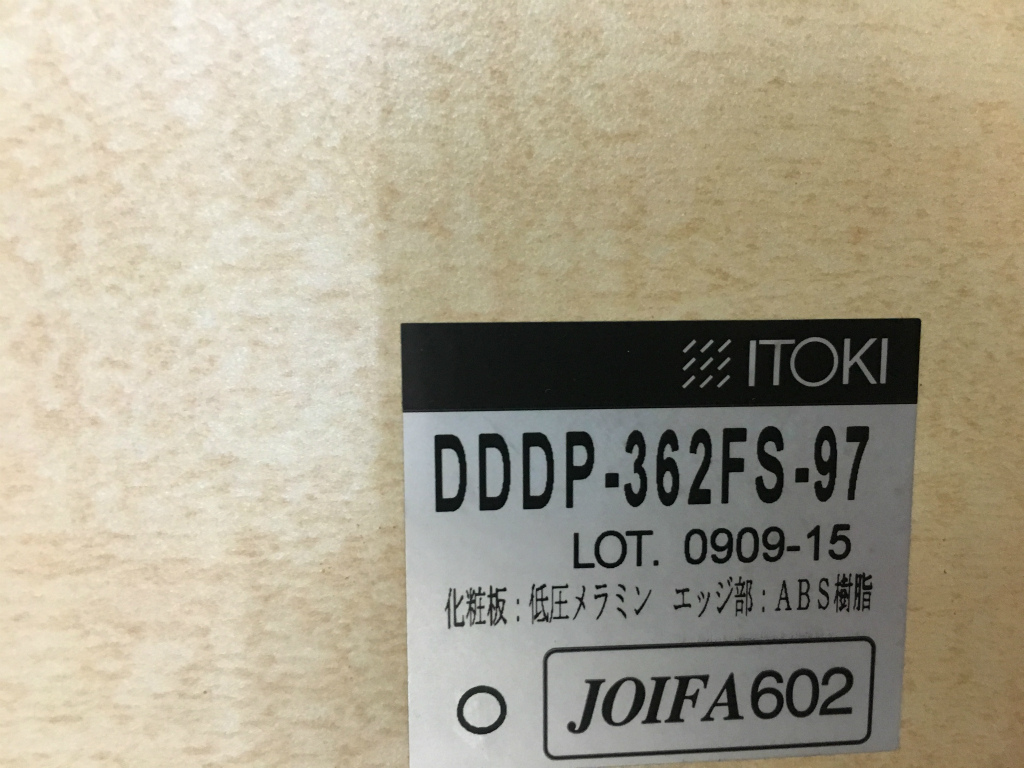 ITOKI
DDDP-362FS-97
LOT. 0909-15
化粧板：低圧メラミン エッジ部：ABS樹脂
○ JOIFA602